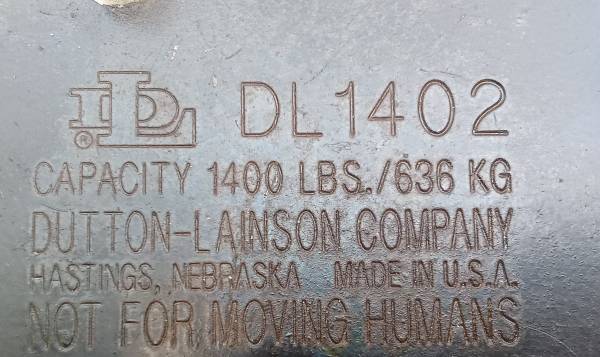 DL1402
CAPACITY 1400 LBS./636 KG
DUTTON-LAINSON COMPANY
HASTINGS, NEBRASKA MADE IN U.S.A.
NOT FOR MOVING HUMANS